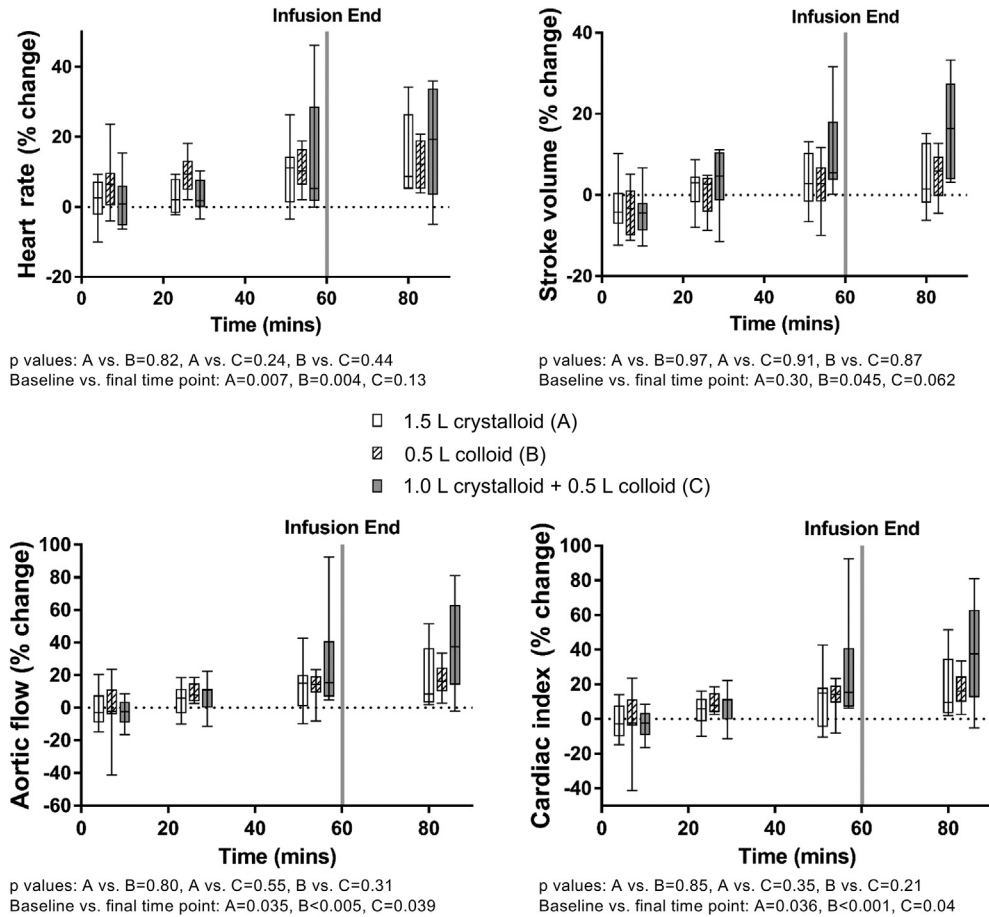 Infusion End
Heart rate (% change)
40
20
0
-20
0 20 40 60 80
Time (mins)
p values: A vs. B=0.82, A vs. C=0.24, B vs. C=0.44
Baseline vs. final time point: A=0.007, B=0.004, C=0.13
Infusion End
Stroke volume (% change)
40
20
0
-20
0 20 40 60 80
Time (mins)
p values: A vs. B=0.97, A vs. C=0.91, B vs. C=0.87
Baseline vs. final time point: A=0.30, B=0.045, C=0.062
1.5 L crystalloid (A)
0.5 L colloid (B)
1.0 L crystalloid + 0.5 L colloid (C)
Infusion End
Aortic flow (% change)
100
80
60
40
20
0
-20
-40
-60
0 20 40 60 80
Time (mins)
p values: A vs. B=0.80, A vs. C=0.55, B vs. C=0.31
Baseline vs. final time point: A=0.035, B<0.005, C=0.039
Infusion End
Cardiac index (% change)
100
80
60
40
20
0
-20
-40
0 20 40 60 80
Time (mins)
p values: A vs. B=0.85, A vs. C=0.35, B vs. C=0.21
Baseline vs. final time point: A=0.036, B<0.001, C=0.04